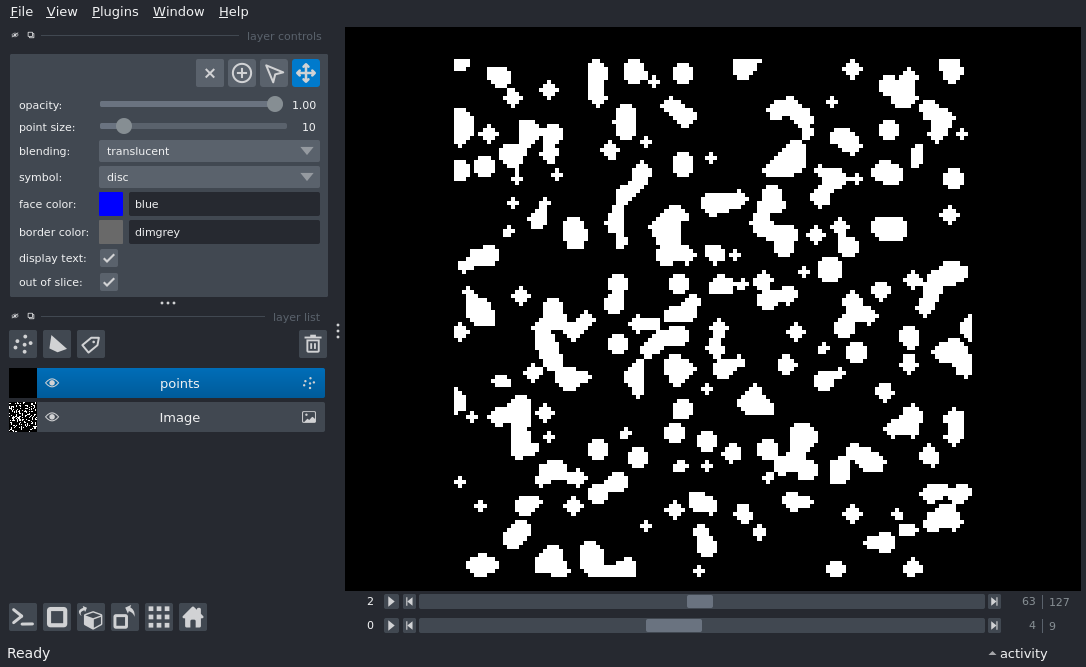 File View Plugins Window Help
layer controls
opacity: 1.00
point size: 10
blending: translucent
symbol: disc
face color: blue
border color: dimgrey
display text:
out of slice:
layer list
points
Image
2 63 127
0 4 9
Ready activity